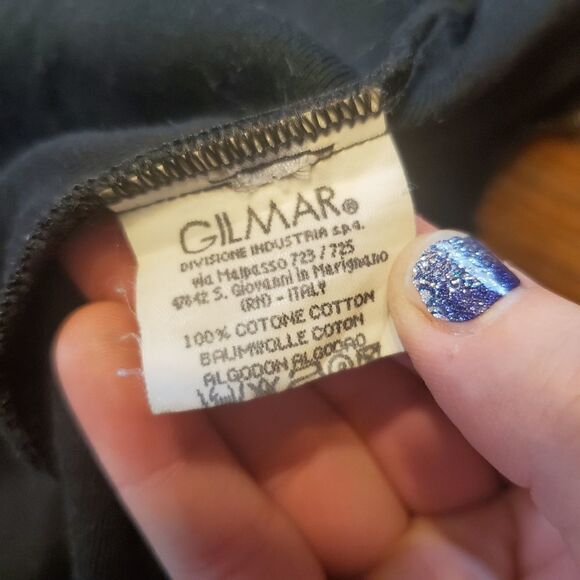 GILMAR®
DIVISIONE INDUSTRIA s.p.a.
via Malpasso 723 / 725
47842 S. Giovanni in Marignano
(RN) - ITALY
100% COTONE COTTON
BAUMWOLLE COTON
ALGODON ALGODAO